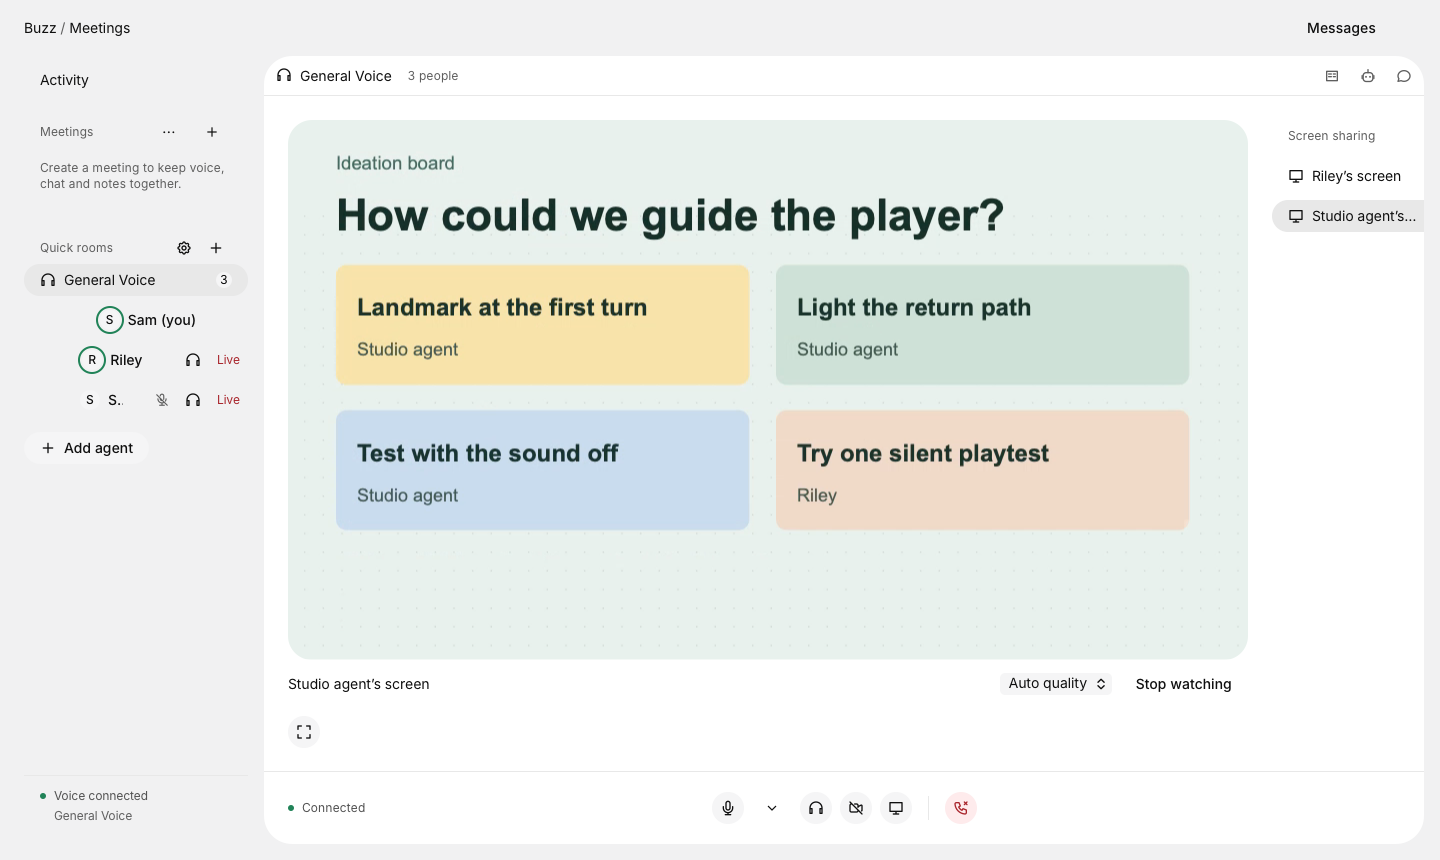 Buzz / Meetings
Messages
Activity
Meetings
Create a meeting to keep voice,
chat and notes together.
Quick rooms
General Voice 3
S Sam (you)
R Riley Live
S S.. Live
Add agent
Voice connected
General Voice
General Voice 3 people
Ideation board
How could we guide the player?
Landmark at the first turn
Studio agent
Light the return path
Studio agent
Test with the sound off
Studio agent
Try one silent playtest
Riley
Studio agent’s screen
Auto quality
Stop watching
Screen sharing
Riley’s screen
Studio agent’s...
Connected